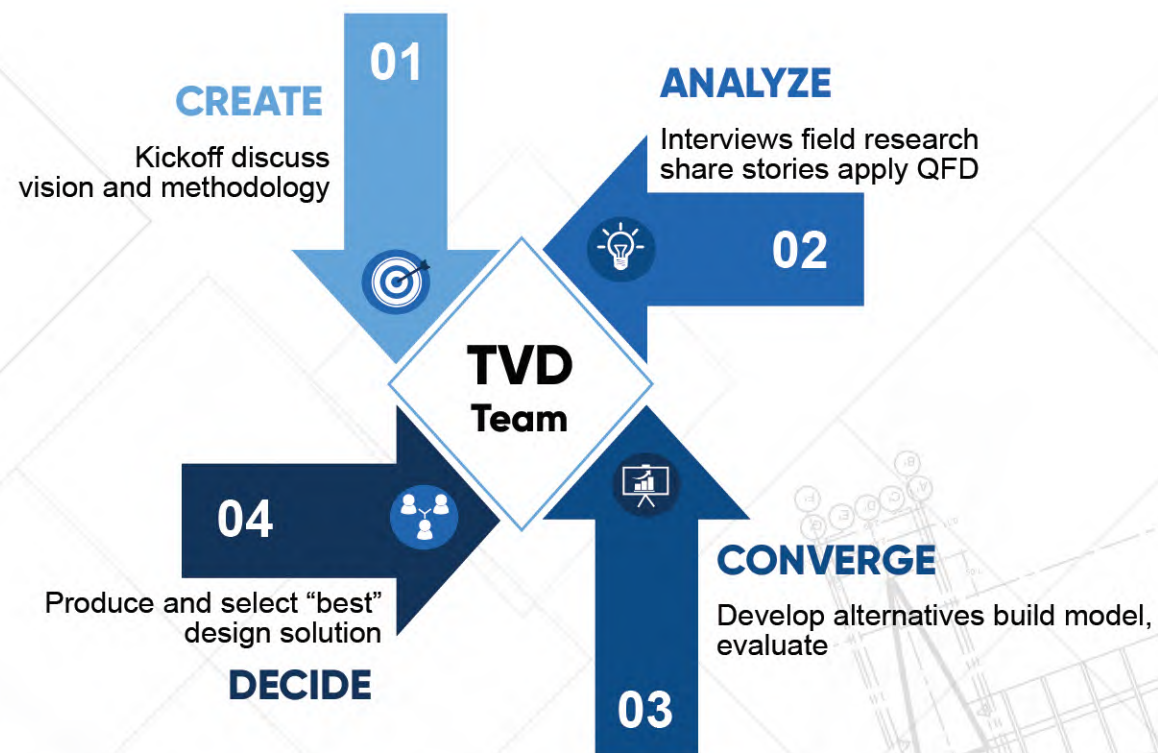 01
CREATE
Kickoff discuss
vision and methodology
ANALYZE
Interviews field research
share stories apply QFD
02
TVD
Team
03
CONVERGE
Develop alternatives build model,
evaluate
04
Produce and select “best”
design solution
DECIDE